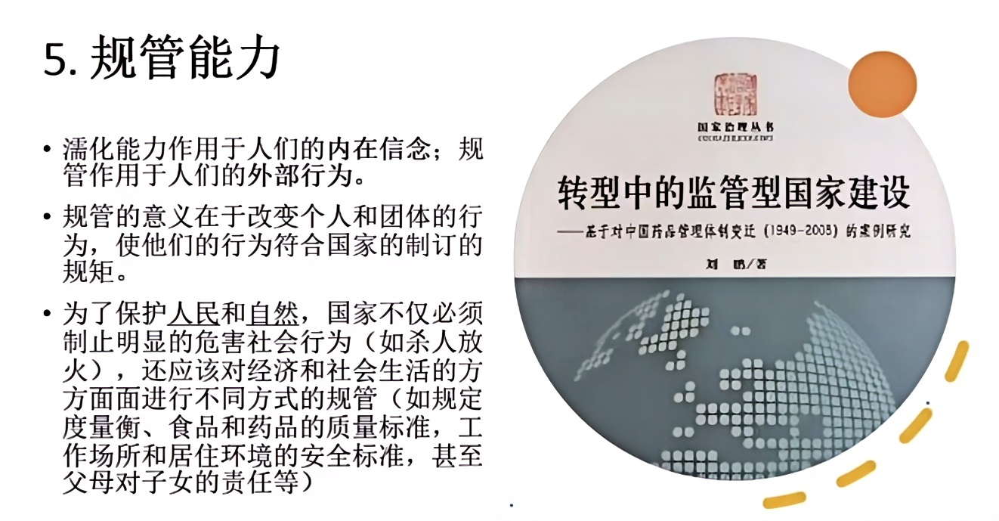 5. 规管能力
• 濡化能力作用于人们的内在信念；规
管作用于人们的外部行为。
• 规管的意义在于改变个人和团体的行
为，使他们的行为符合国家的制订的
规矩。
• 为了保护人民和自然，国家不仅必须
制止明显的危害社会行为（如杀人放
火），还应该对经济和社会生活的方
方面面进行不同方式的规管（如规定
度量衡、食品和药品的质量标准，工
作场所和居住环境的安全标准，甚至
父母对子女的责任等）
国家治理丛书
转型中的监管型国家建设
——基于对中国药品管理体制变迁（1949-2008）的案例研究
刘 鹏/著